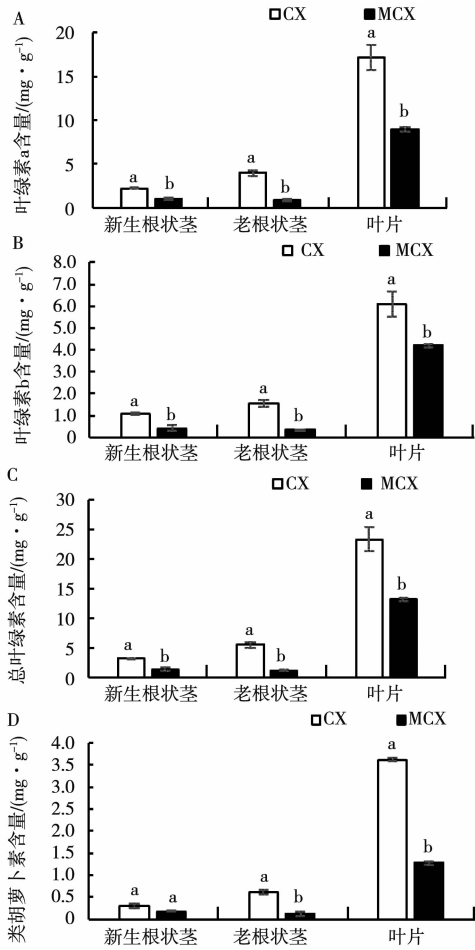 A
CX MCX
叶绿素a含量/(mg·g⁻¹)
20
15
10
5
0
a b a b a b
新生根状茎 老根状茎 叶片
B
CX MCX
叶绿素b含量/(mg·g⁻¹)
8.0
7.0
6.0
5.0
4.0
3.0
2.0
1.0
0
a b a b a b
新生根状茎 老根状茎 叶片
C
CX MCX
总叶绿素含量/(mg·g⁻¹)
30
25
20
15
10
5
0
a b a b a b
新生根状茎 老根状茎 叶片
D
CX MCX
类胡萝卜素含量/(mg·g⁻¹)
4.0
3.5
3.0
2.5
2.0
1.5
1.0
0.5
0
a a a b a b
新生根状茎 老根状茎 叶片